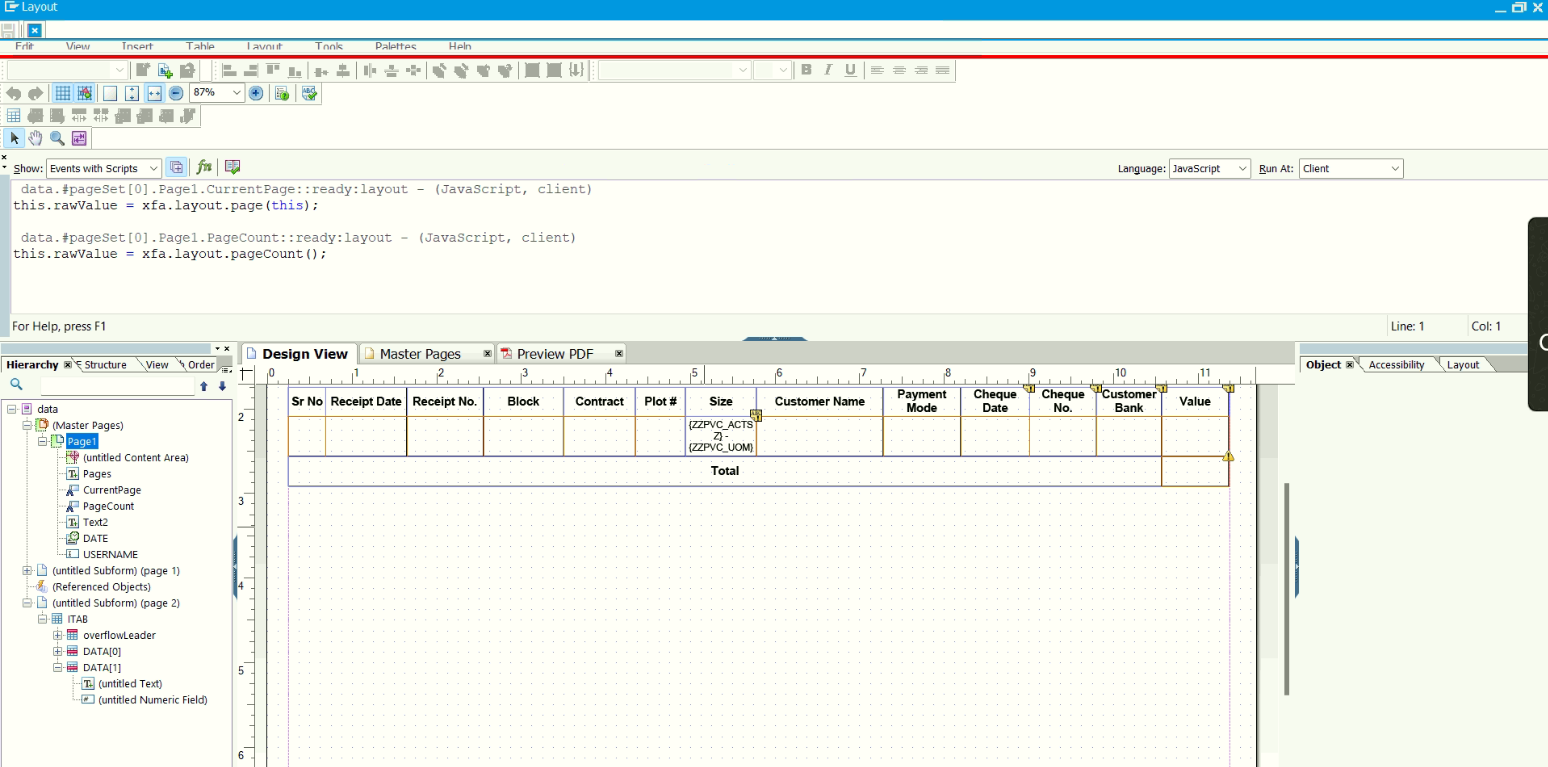 Layout
Edit View Insert Table Layout Tools Palettes Help
B I U
87%
Show: Events with Scripts
Language: JavaScript Run At: Client
data.#pageSet[0].Page1.CurrentPage::ready:layout - (JavaScript, client)
this.rawValue = xfa.layout.page(this);
data.#pageSet[0].Page1.PageCount::ready:layout - (JavaScript, client)
this.rawValue = xfa.layout.pageCount();
For Help, press F1
Line: 1 Col: 1
Hierarchy Structure View Order
data
(Master Pages)
Page1
(untitled Content Area)
Pages
CurrentPage
PageCount
Text2
DATE
USERNAME
(untitled Subform) (page 1)
(Referenced Objects)
(untitled Subform) (page 2)
ITAB
overflowLeader
DATA[0]
DATA[1]
(untitled Text)
(untitled Numeric Field)
Design View Master Pages Preview PDF
0 1 2 3 4 5 6 7 8 9 10 11
2
3
4
5
6
Sr No Receipt Date Receipt No. Block Contract Plot # Size Customer Name Payment Mode Cheque Date Cheque No. Customer Bank Value
{ZZPVC_ACTS
Z} -
{ZZPVC_UOM}
Total
Object Accessibility Layout